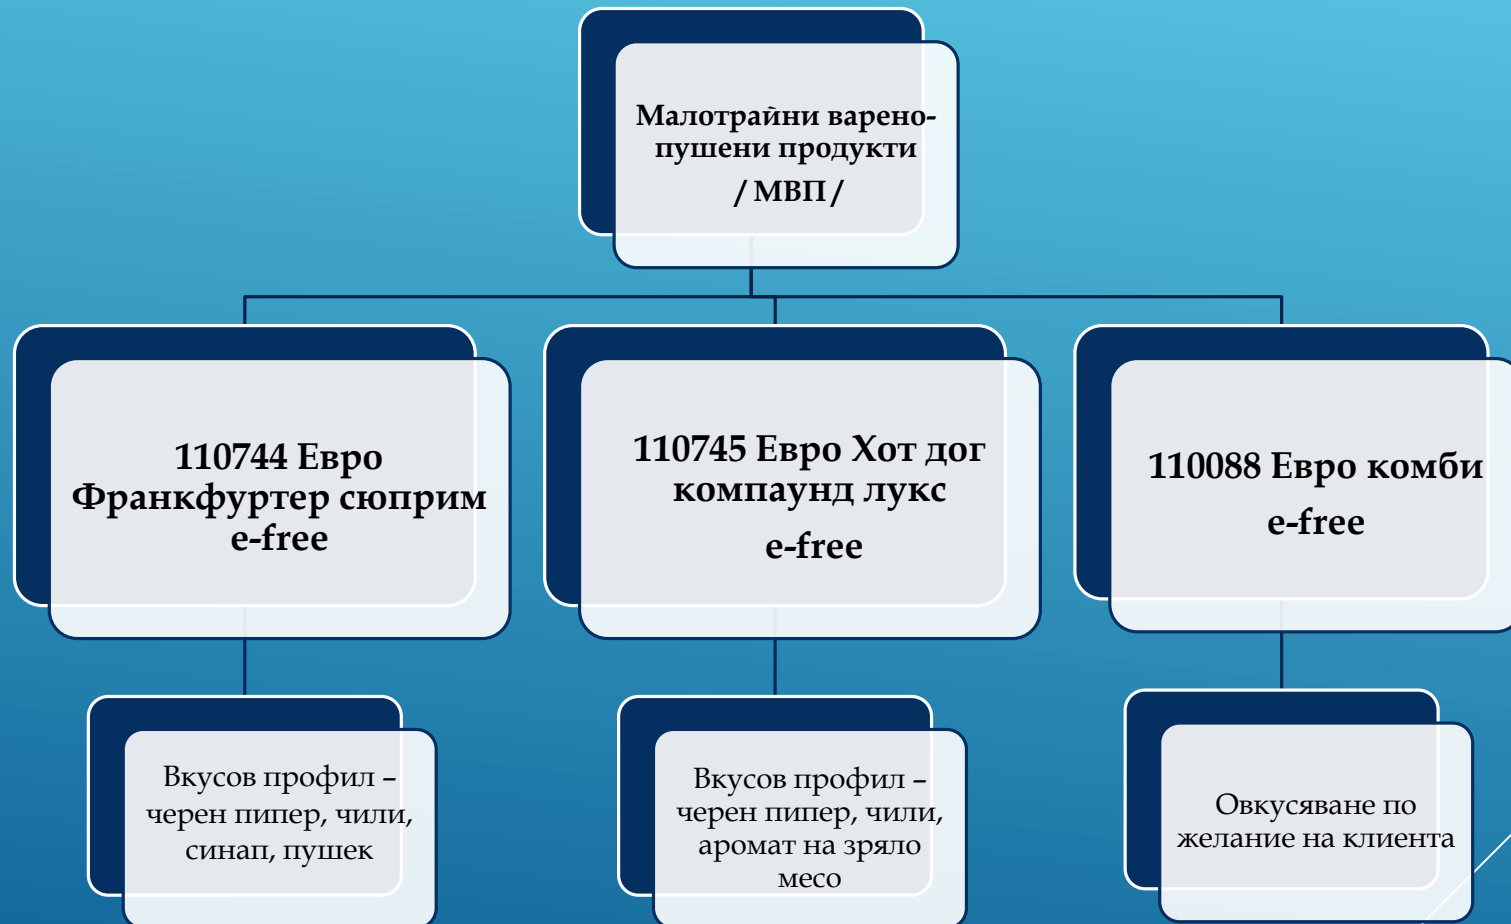 Малотрайни варено-
пушени продукти
/ МВП /
110744 Евро
Франкфуртер сюприм
e-free
110745 Евро Хот дог
компаунд лукс
e-free
110088 Евро комби
e-free
Вкусов профил –
черен пипер, чили,
синап, пушек
Вкусов профил –
черен пипер, чили,
аромат на зряло
месо
Овкусяване по
желание на клиента